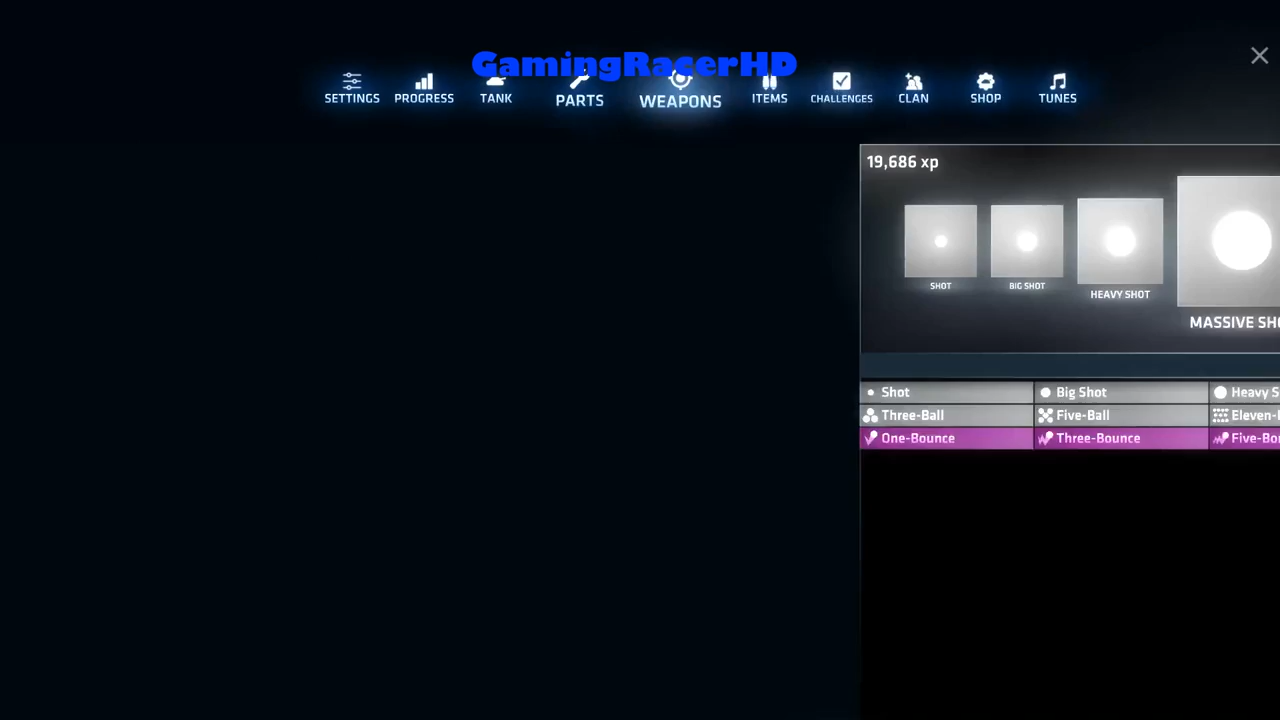 GamingRacerHD
SETTINGS PROGRESS TANK PARTS WEAPONS ITEMS CHALLENGES CLAN SHOP TUNES
19,686 xp
SHOT BIG SHOT HEAVY SHOT MASSIVE SHO
Shot Big Shot Heavy S
Three-Ball Five-Ball Eleven-
One-Bounce Three-Bounce Five-Bo